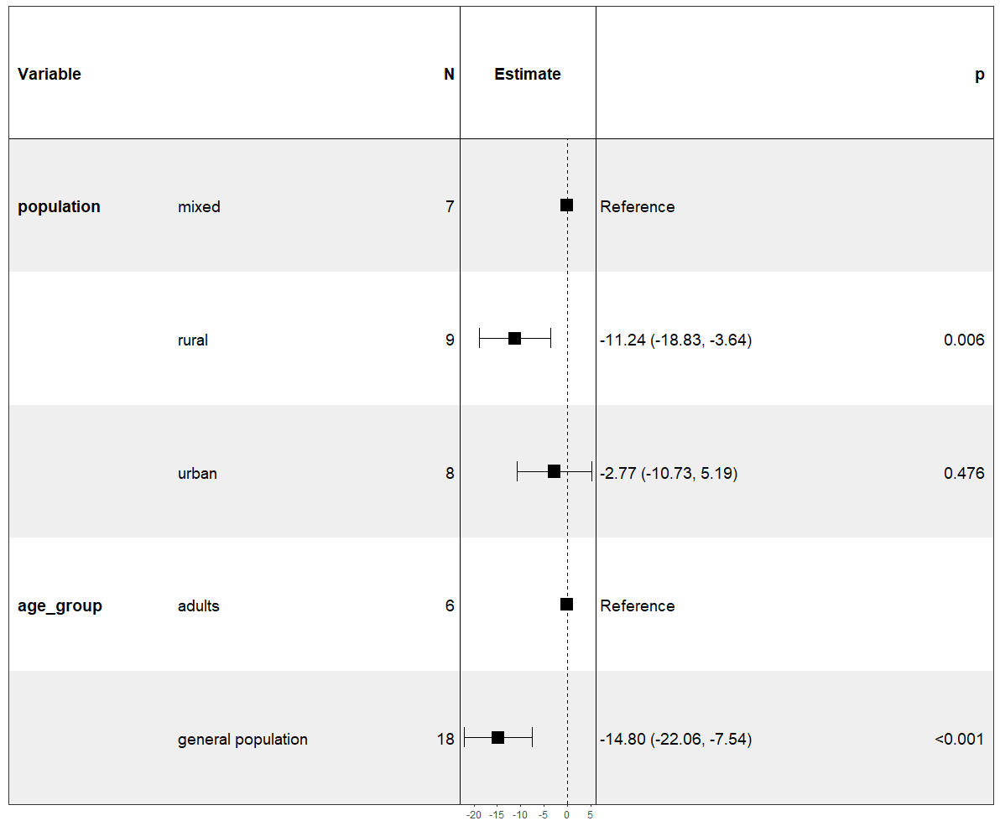 Variable N Estimate p
population mixed 7 Reference
rural 9 -11.24 (-18.83, -3.64) 0.006
urban 8 -2.77 (-10.73, 5.19) 0.476
age_group adults 6 Reference
general population 18 -14.80 (-22.06, -7.54) <0.001
-20 -15 -10 -5 0 5